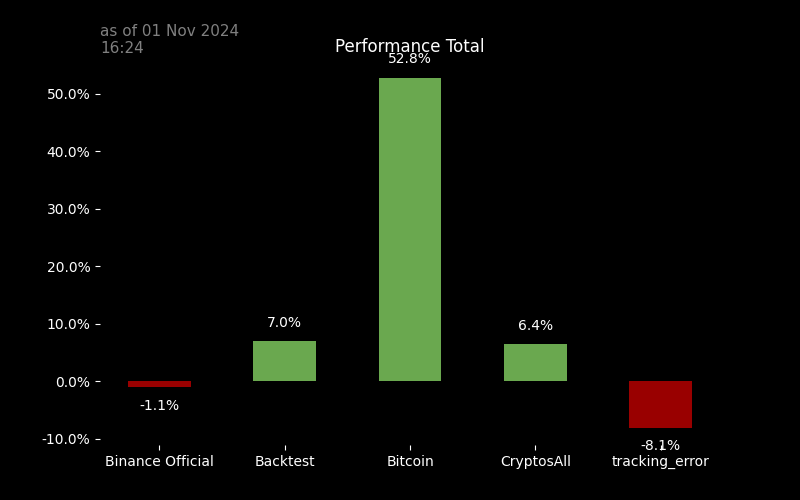 as of 01 Nov 2024
16:24
Performance Total
52.8%
50.0%
40.0%
30.0%
20.0%
10.0%
7.0%
6.4%
0.0%
-1.1%
-10.0%
-8.1%
Binance Official
Backtest
Bitcoin
CryptosAll
tracking_error